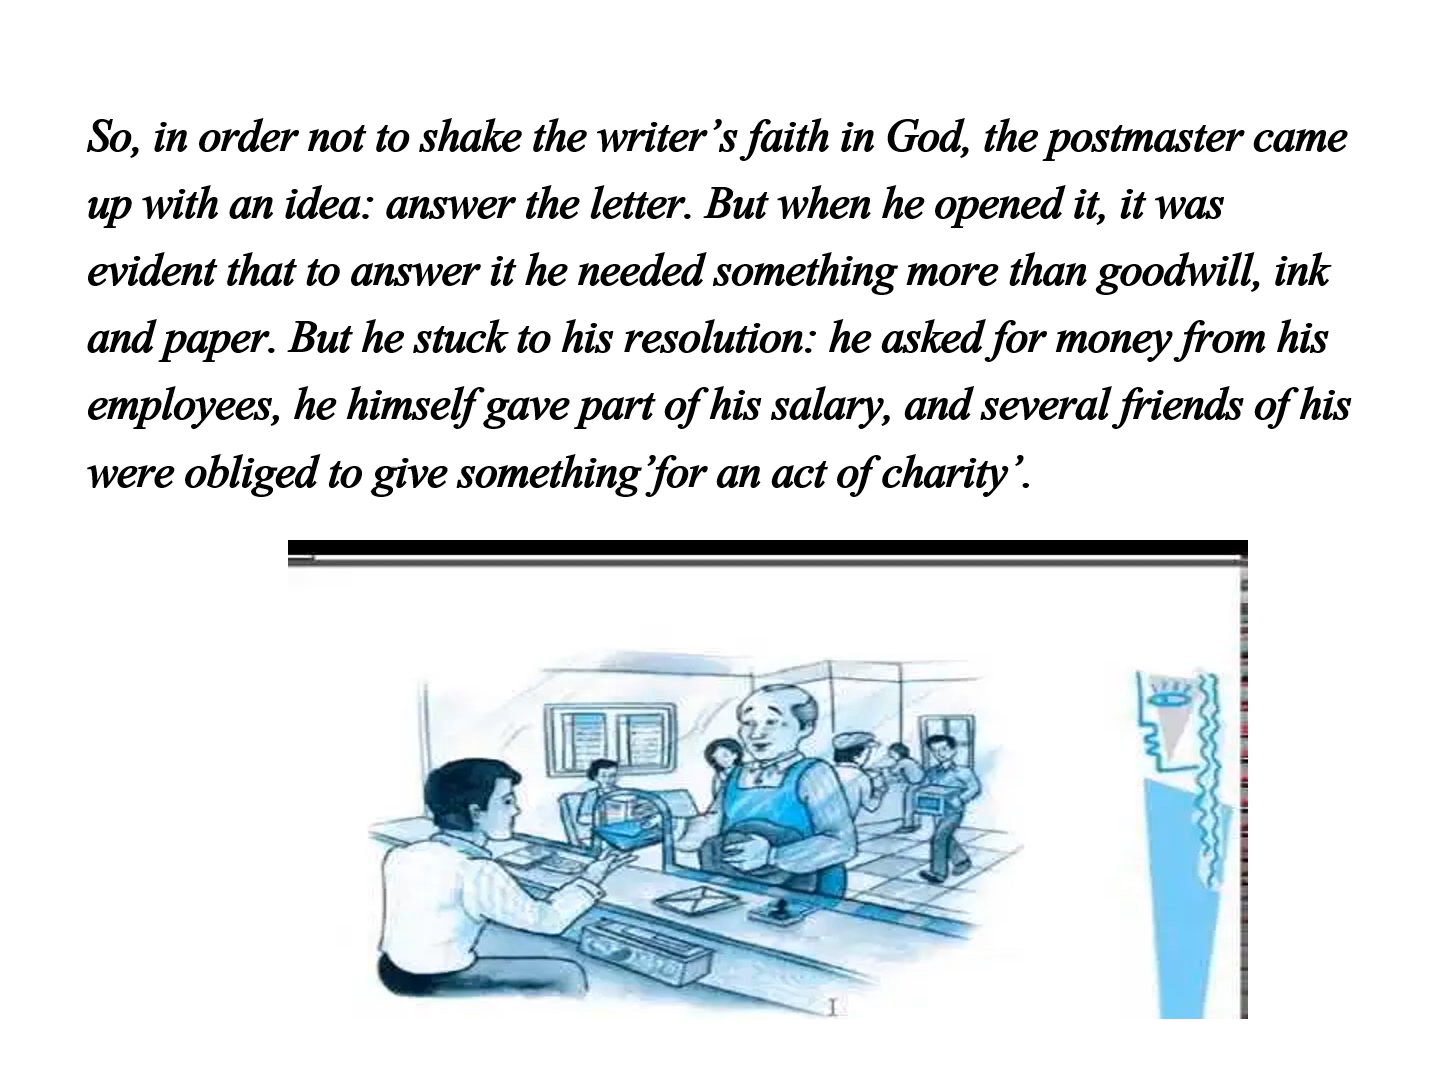 So, in order not to shake the writer’s faith in God, the postmaster came
up with an idea: answer the letter. But when he opened it, it was
evident that to answer it he needed something more than goodwill, ink
and paper. But he stuck to his resolution: he asked for money from his
employees, he himself gave part of his salary, and several friends of his
were obliged to give something’for an act of charity’.